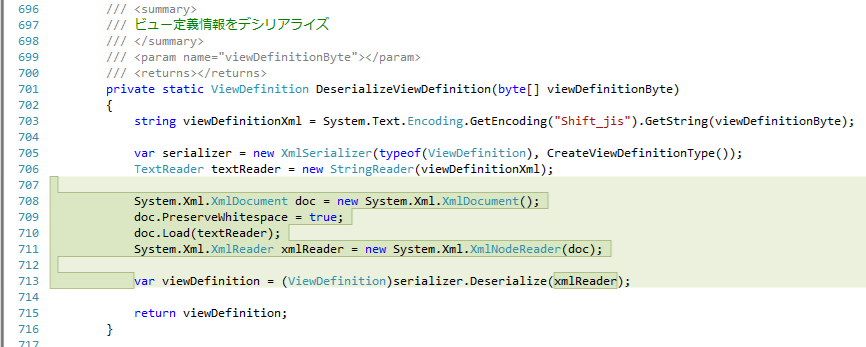 696 /// <summary>
697 /// ビュー定義情報をデシリアライズ
698 /// </summary>
699 /// <param name="viewDefinitionByte"></param>
700 /// <returns></returns>
701 private static ViewDefinition DeserializeViewDefinition(byte[] viewDefinitionByte)
702 {
703 string viewDefinitionXml = System.Text.Encoding.GetEncoding("Shift_jis").GetString(viewDefinitionByte);
704
705 var serializer = new XmlSerializer(typeof(ViewDefinition), CreateViewDefinitionType());
706 TextReader textReader = new StringReader(viewDefinitionXml);
707
708 System.Xml.XmlDocument doc = new System.Xml.XmlDocument();
709 doc.PreserveWhitespace = true;
710 doc.Load(textReader);
711 System.Xml.XmlReader xmlReader = new System.Xml.XmlNodeReader(doc);
712
713 var viewDefinition = (ViewDefinition)serializer.Deserialize(xmlReader);
714
715 return viewDefinition;
716 }
717